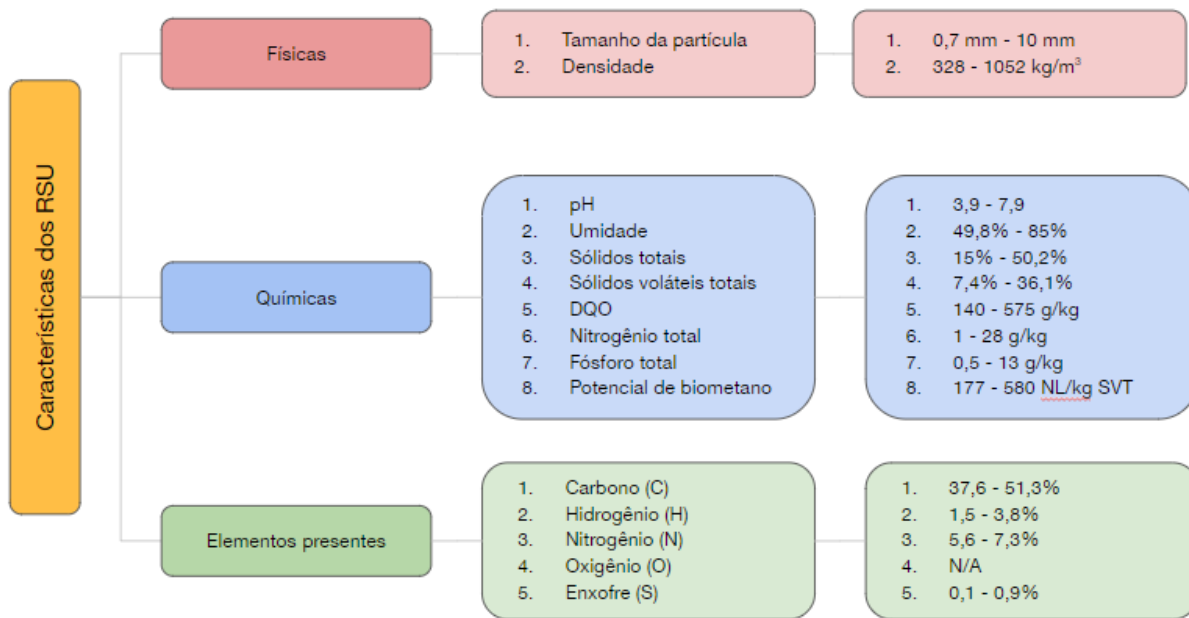 Características dos RSU
Físicas
1. Tamanho da partícula
2. Densidade
1. 0,7 mm - 10 mm
2. 328 - 1052 kg/m³
Químicas
1. pH
2. Umidade
3. Sólidos totais
4. Sólidos voláteis totais
5. DQO
6. Nitrogênio total
7. Fósforo total
8. Potencial de biometano
1. 3,9 - 7,9
2. 49,8% - 85%
3. 15% - 50,2%
4. 7,4% - 36,1%
5. 140 - 575 g/kg
6. 1 - 28 g/kg
7. 0,5 - 13 g/kg
8. 177 - 580 NL/kg SVT
Elementos presentes
1. Carbono (C)
2. Hidrogênio (H)
3. Nitrogênio (N)
4. Oxigênio (O)
5. Enxofre (S)
1. 37,6 - 51,3%
2. 1,5 - 3,8%
3. 5,6 - 7,3%
4. N/A
5. 0,1 - 0,9%